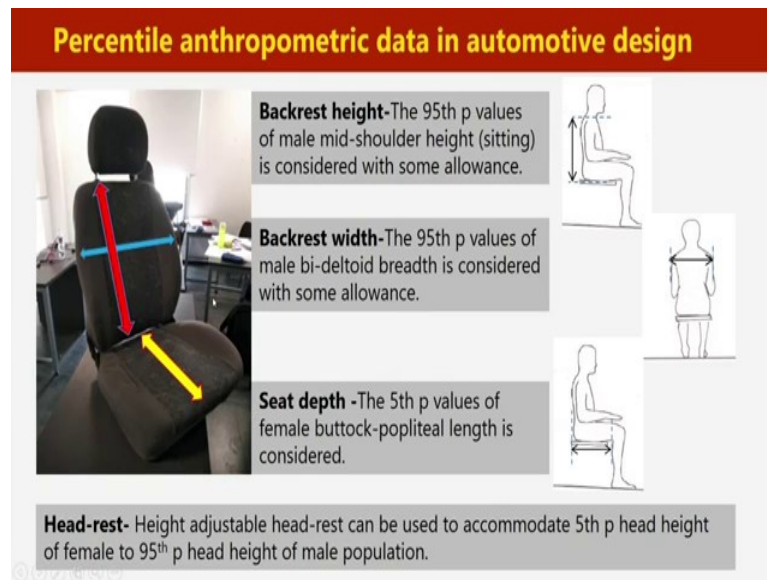 Percentile anthropometric data in automotive design
Backrest height-The 95th p values
of male mid-shoulder height (sitting)
is considered with some allowance.
Backrest width-The 95th p values of
male bi-deltoid breadth is considered
with some allowance.
Seat depth -The 5th p values of
female buttock-popliteal length is
considered.
Head-rest- Height adjustable head-rest can be used to accommodate 5th p head height
of female to 95th p head height of male population.